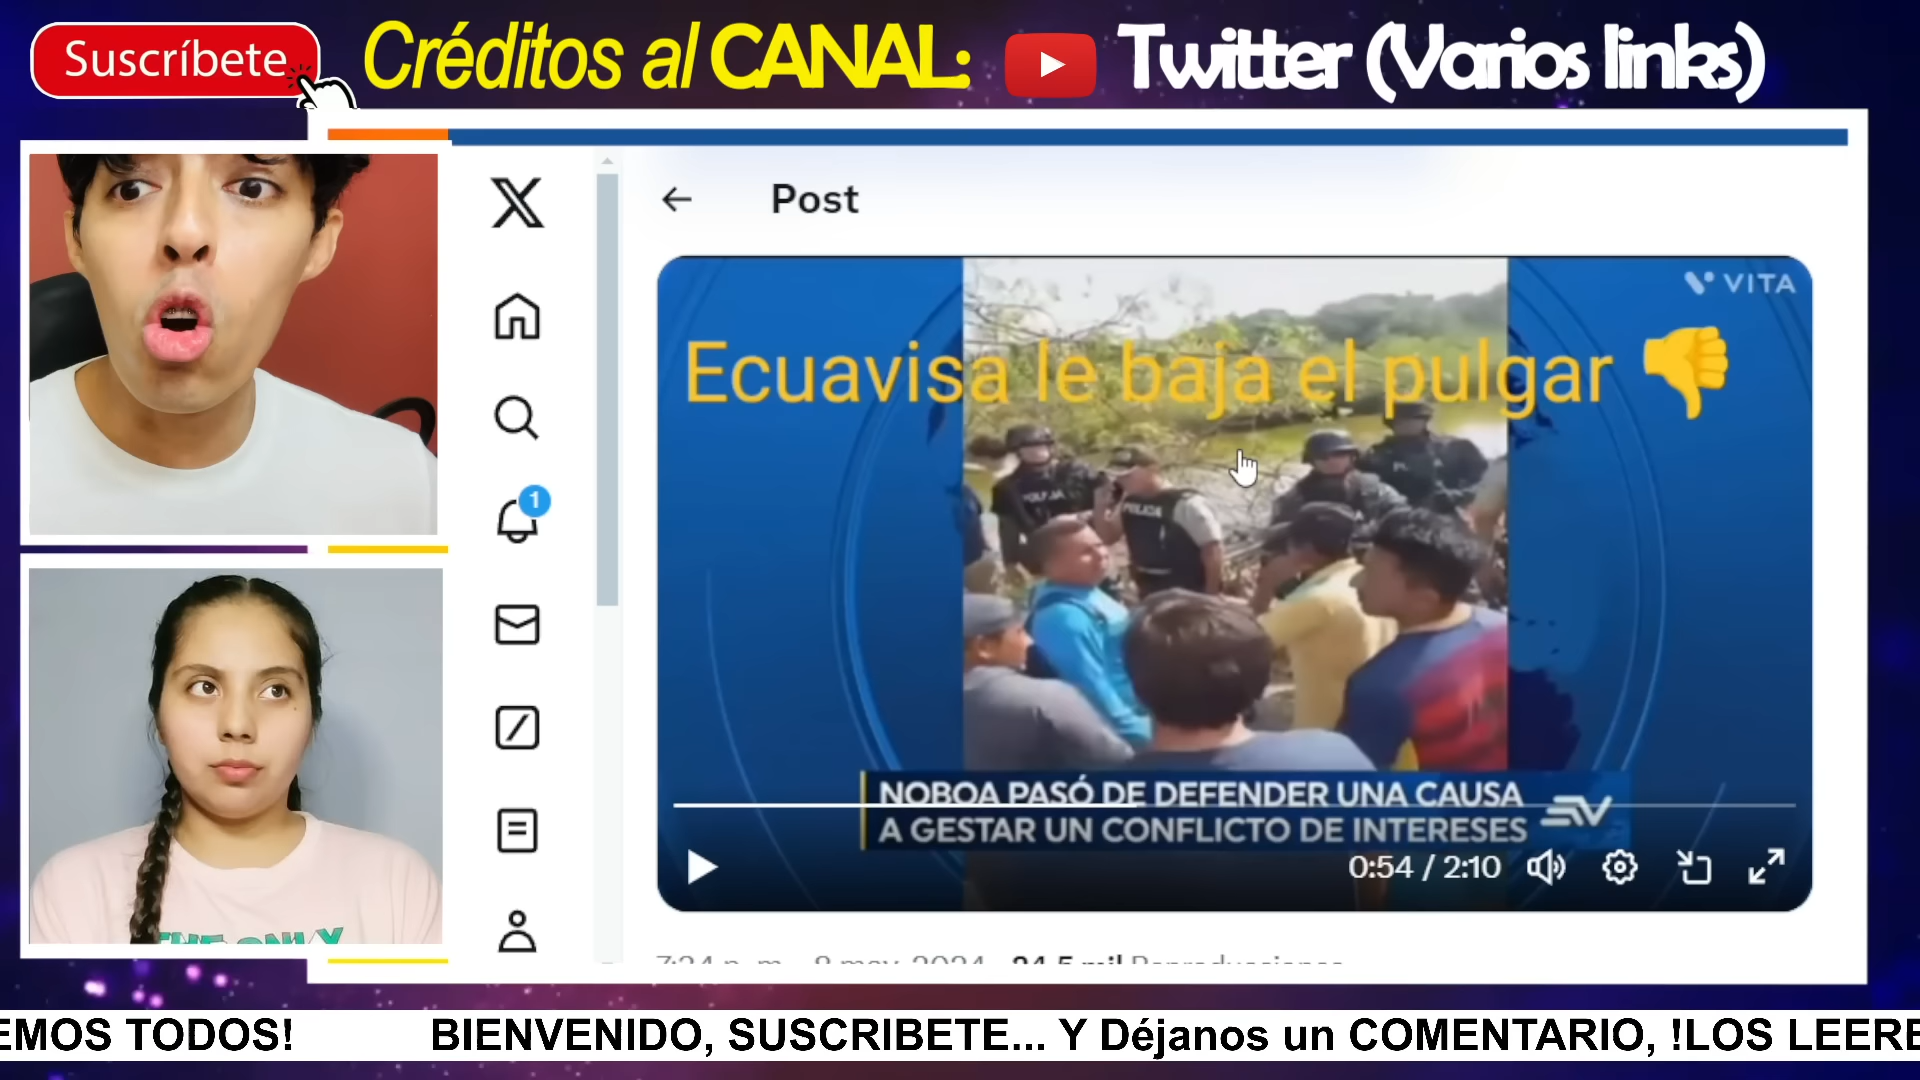 Suscríbete
Créditos al CANAL:
Twitter (Varios links)
Post
1
VITA
Ecuavisa le baja el pulgar
POLICIA
NOBOA PASÓ DE DEFENDER UNA CAUSA
A GESTAR UN CONFLICTO DE INTERESES
0:54 / 2:10
THE ONLY
EMOS TODOS!
BIENVENIDO, SUSCRIBETE... Y Déjanos un COMENTARIO, !LOS LEERE